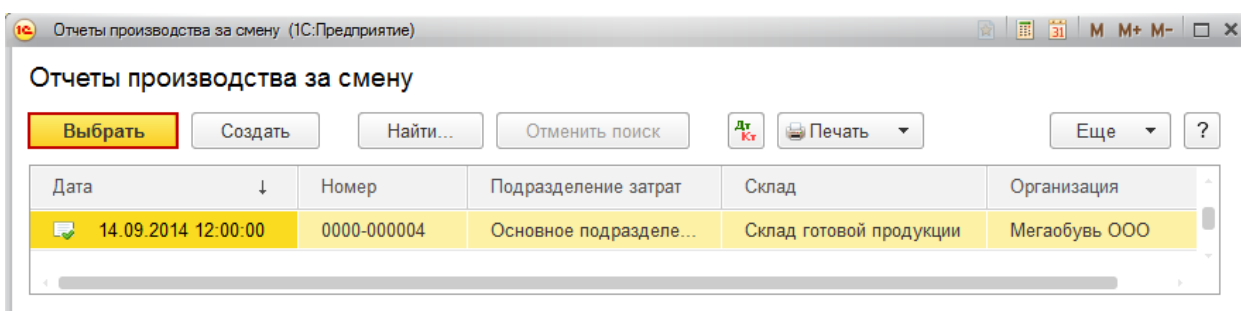 1С Отчеты производства за смену (1С:Предприятие) 31 M M+ M-
Отчеты производства за смену
Выбрать Создать Найти... Отменить поиск Дт Кт Печать Еще ?
Дата ↓ Номер Подразделение затрат Склад Организация
14.09.2014 12:00:00 0000-000004 Основное подразделе... Склад готовой продукции Мегаобувь ООО